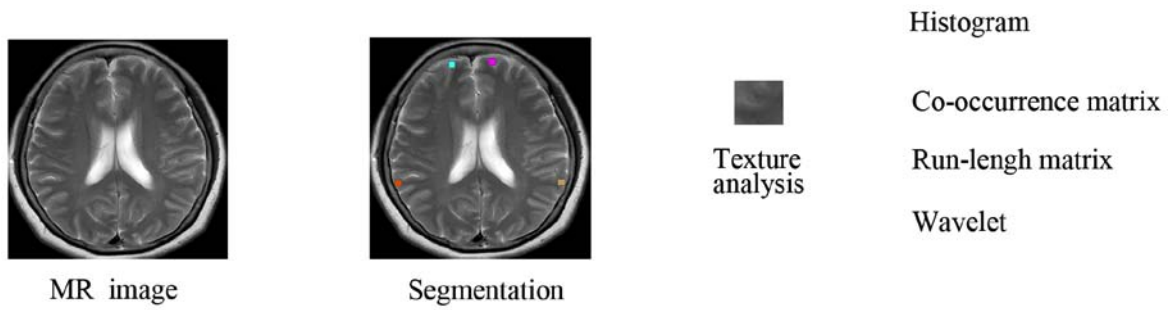 Histogram
Co-occurrence matrix
Texture
analysis
Run-lengh matrix
Wavelet
MR image
Segmentation